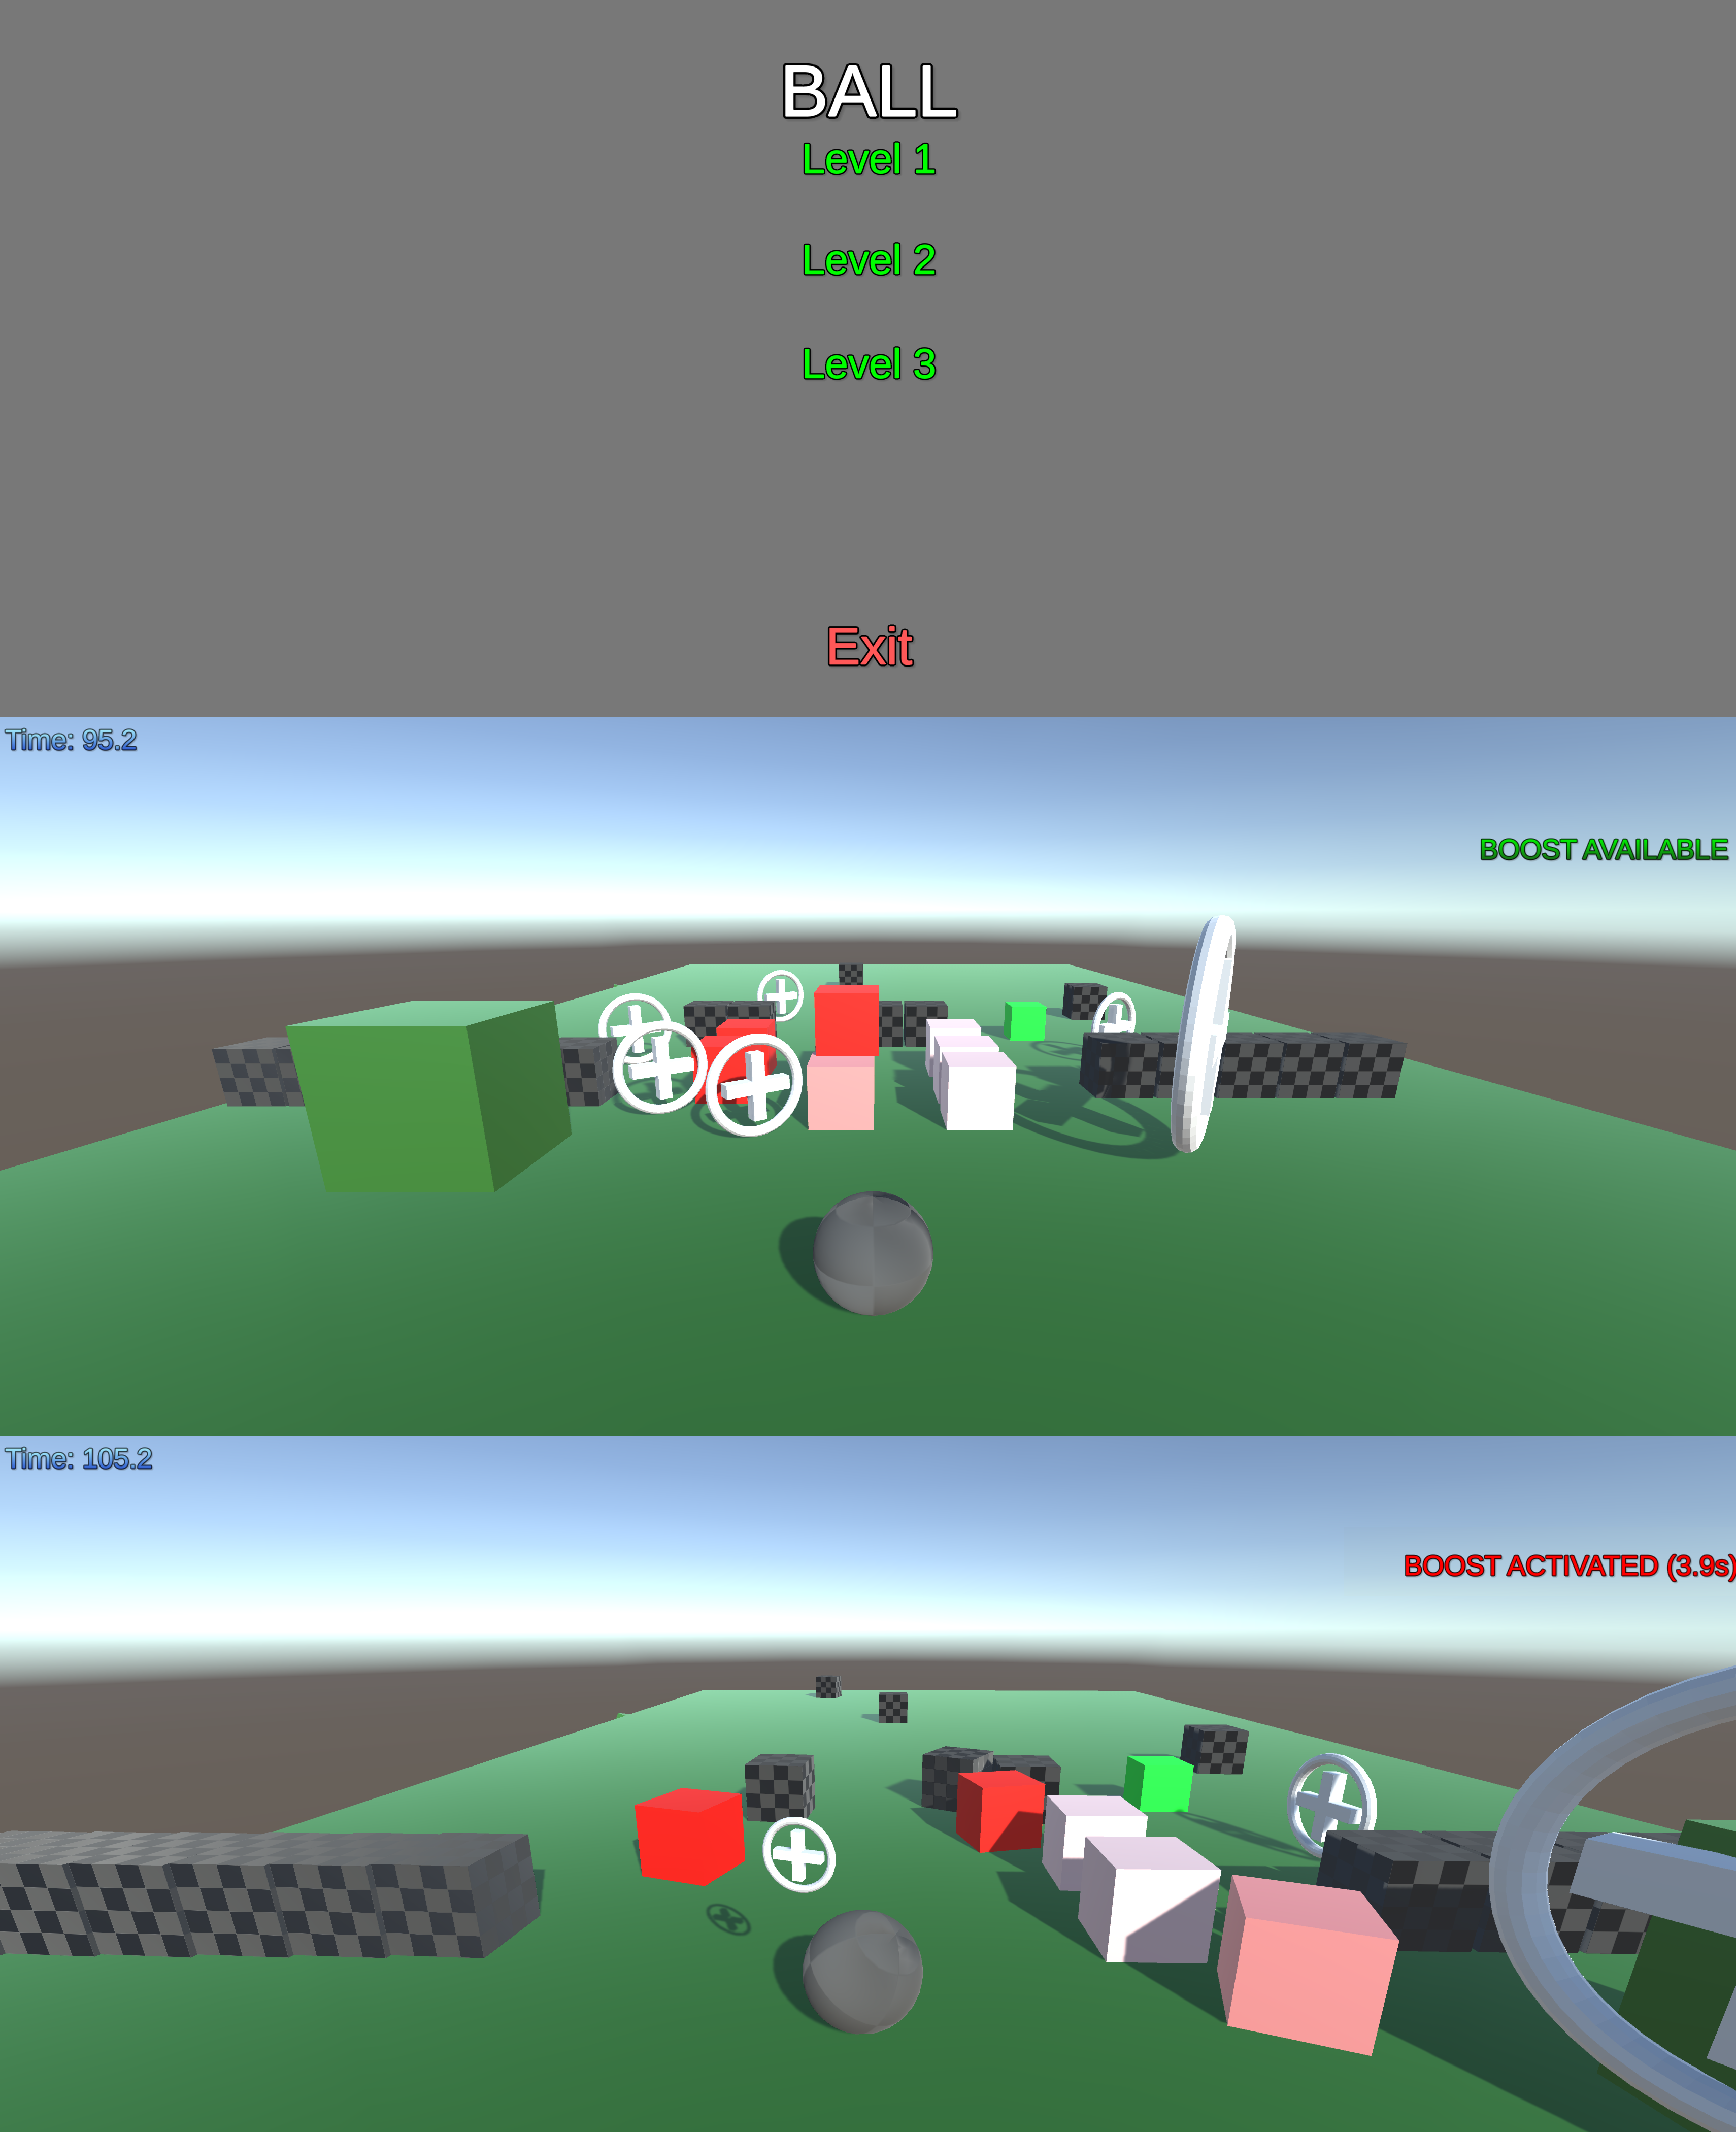 BALL
Level 1
Level 2
Level 3
Exit
Time: 95.2
BOOST AVAILABLE
Time: 105.2
BOOST ACTIVATED (3.9s)